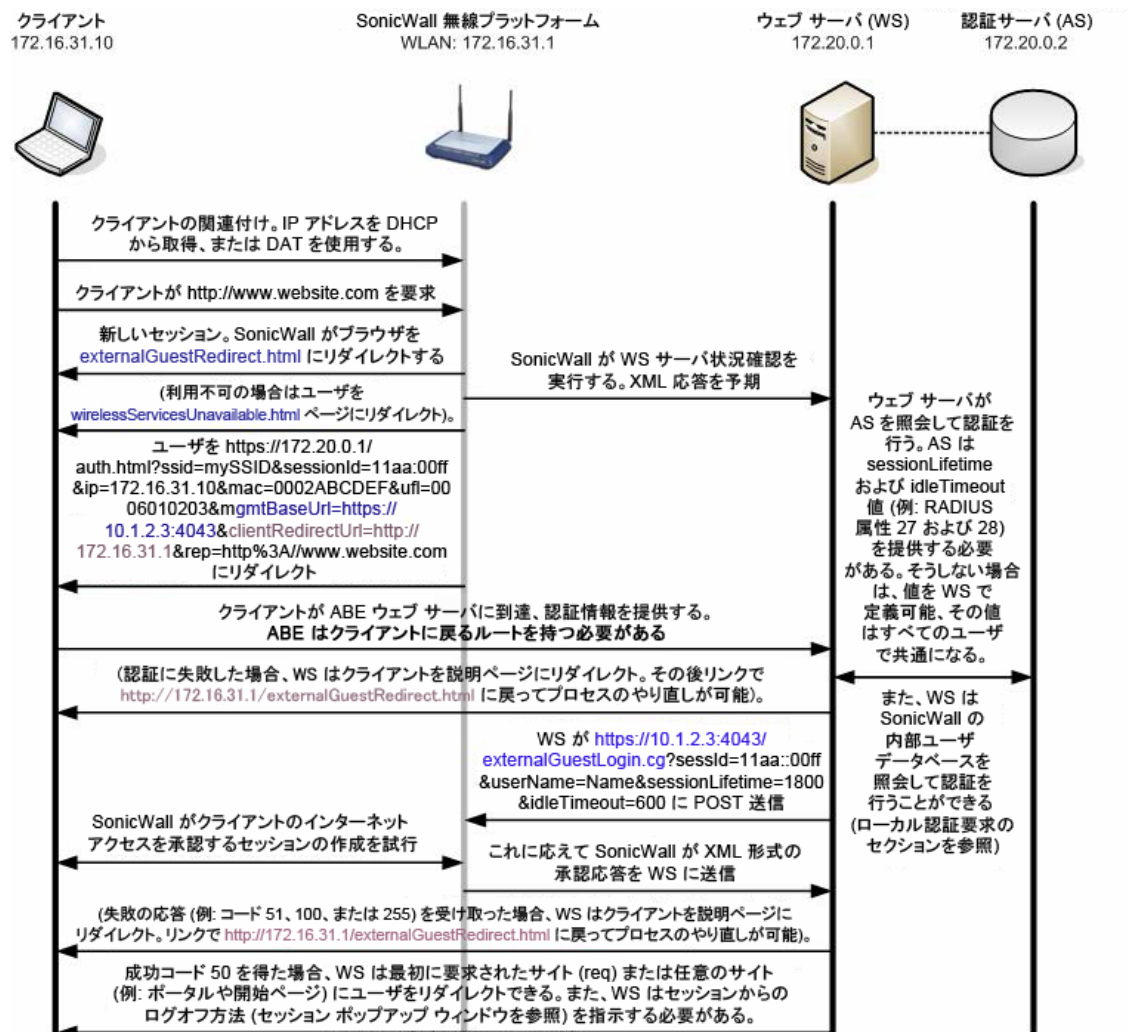 クライアント
172.16.31.10
SonicWall 無線プラットフォーム
WLAN: 172.16.31.1
ウェブ サーバ (WS)
172.20.0.1
認証サーバ (AS)
172.20.0.2
クライアントの関連付け。IP アドレスを DHCP
から取得、または DAT を使用する。
クライアントが http://www.website.com を要求
新しいセッション。SonicWall がブラウザを
externalGuestRedirect.html にリダイレクトする
SonicWall が WS サーバ状況確認を
実行する。XML 応答を予期
(利用不可の場合はユーザを
wirelessServicesUnavailable.html ページにリダイレクト)。
ユーザを https://172.20.0.1/
auth.html?ssid=mySSID&sessionId=11aa:00ff
&ip=172.16.31.10&mac=0002ABCDEF&ufl=00
06010203&mgmtBaseUrl=https://
10.1.2.3:4043&clientRedirectUrl=http://
172.16.31.1&rep=http%3A//www.website.com
にリダイレクト
ウェブ サーバが
AS を照会して認証を
行う。AS は
sessionLifetime
および idleTimeout
値 (例: RADIUS
属性 27 および 28)
を提供する必要
がある。そうしない場合
は、値を WS で
定義可能、その値
はすべてのユーザ
で共通になる。
クライアントが ABE ウェブ サーバに到達、認証情報を提供する。
ABE はクライアントに戻るルートを持つ必要がある
(認証に失敗した場合、WS はクライアントを説明ページにリダイレクト。その後リンクで
http://172.16.31.1/externalGuestRedirect.html に戻ってプロセスのやり直しが可能)。
また、WS は
SonicWall の
内部ユーザ
データベースを
照会して認証を
行うことができる
(ローカル認証要求の
セクションを参照)
WS が https://10.1.2.3:4043/
externalGuestLogin.cg?sessId=11aa::00ff
&userName=Name&sessionLifetime=1800
&idleTimeout=600 に POST 送信
SonicWall がクライアントのインターネット
アクセスを承認するセッションの作成を試行
これに応えて SonicWall が XML 形式の
承認応答を WS に送信
(失敗の応答 (例: コード 51、100、または 255) を受け取った場合、WS はクライアントを説明ページに
リダイレクト。リンクで http://172.16.31.1/externalGuestRedirect.html に戻ってプロセスのやり直しが可能)。
成功コード 50 を得た場合、WS は最初に要求されたサイト (req) または任意のサイト
(例: ポータルや開始ページ) にユーザをリダイレクトできる。また、WS はセッションからの
ログオフ方法 (セッション ポップアップ ウィンドウを参照) を指示する必要がある。